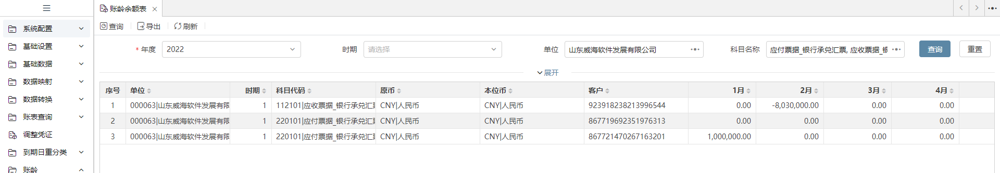 账龄余额表
系统配置
基础设置
基础数据
数据映射
数据转换
账表查询
调整凭证
到期日重分类
账龄
查询 导出 刷新
* 年度 2022 时期 请选择 单位 山东威海软件发展有限公司 科目名称 应付票据_银行承兑汇票, 应收票据_银 查询 重置
展开
序号 单位 时期 科目代码 原币 本位币 客户 1月 2月 3月 4月
1 000063|山东威海软件发展有限 1 112101|应收票据_银行承兑汇票 CNY|人民币 CNY|人民币 923918238213996544 0.00 -8,030,000.00 0.00 0.00
2 000063|山东威海软件发展有限 1 220101|应付票据_银行承兑汇票 CNY|人民币 CNY|人民币 867719692351976313 0.00 0.00 0.00 0.00
3 000063|山东威海软件发展有限 1 220101|应付票据_银行承兑汇票 CNY|人民币 CNY|人民币 867721470267163201 1,000,000.00 0.00 0.00 0.00